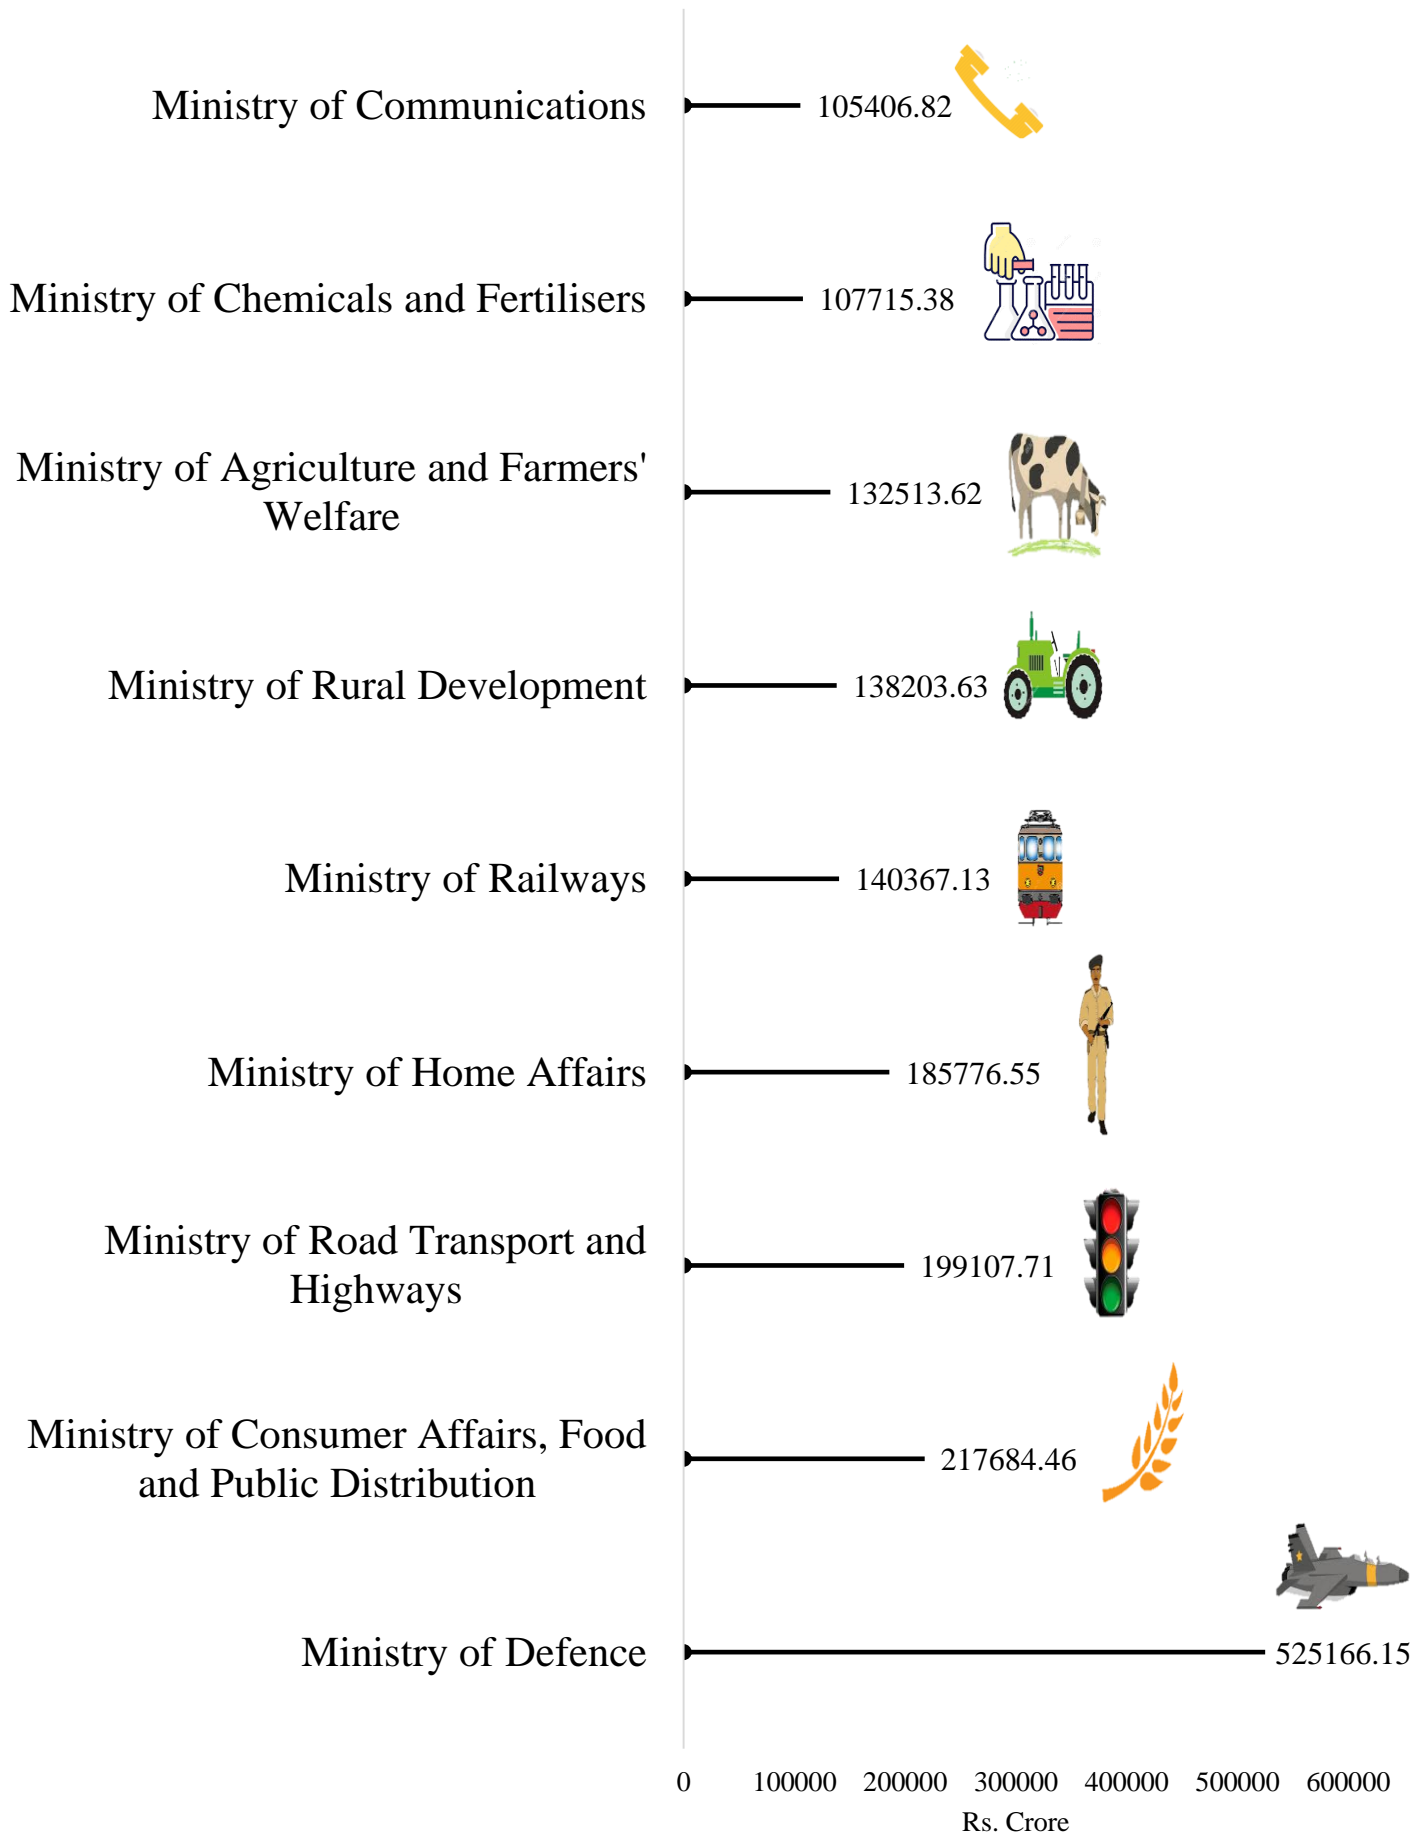 Ministry of Communications
105406.82
Ministry of Chemicals and Fertilisers
107715.38
Ministry of Agriculture and Farmers'
Welfare
132513.62
Ministry of Rural Development
138203.63
Ministry of Railways
140367.13
Ministry of Home Affairs
185776.55
Ministry of Road Transport and
Highways
199107.71
Ministry of Consumer Affairs, Food
and Public Distribution
217684.46
Ministry of Defence
525166.15
0 100000 200000 300000 400000 500000 600000
Rs. Crore